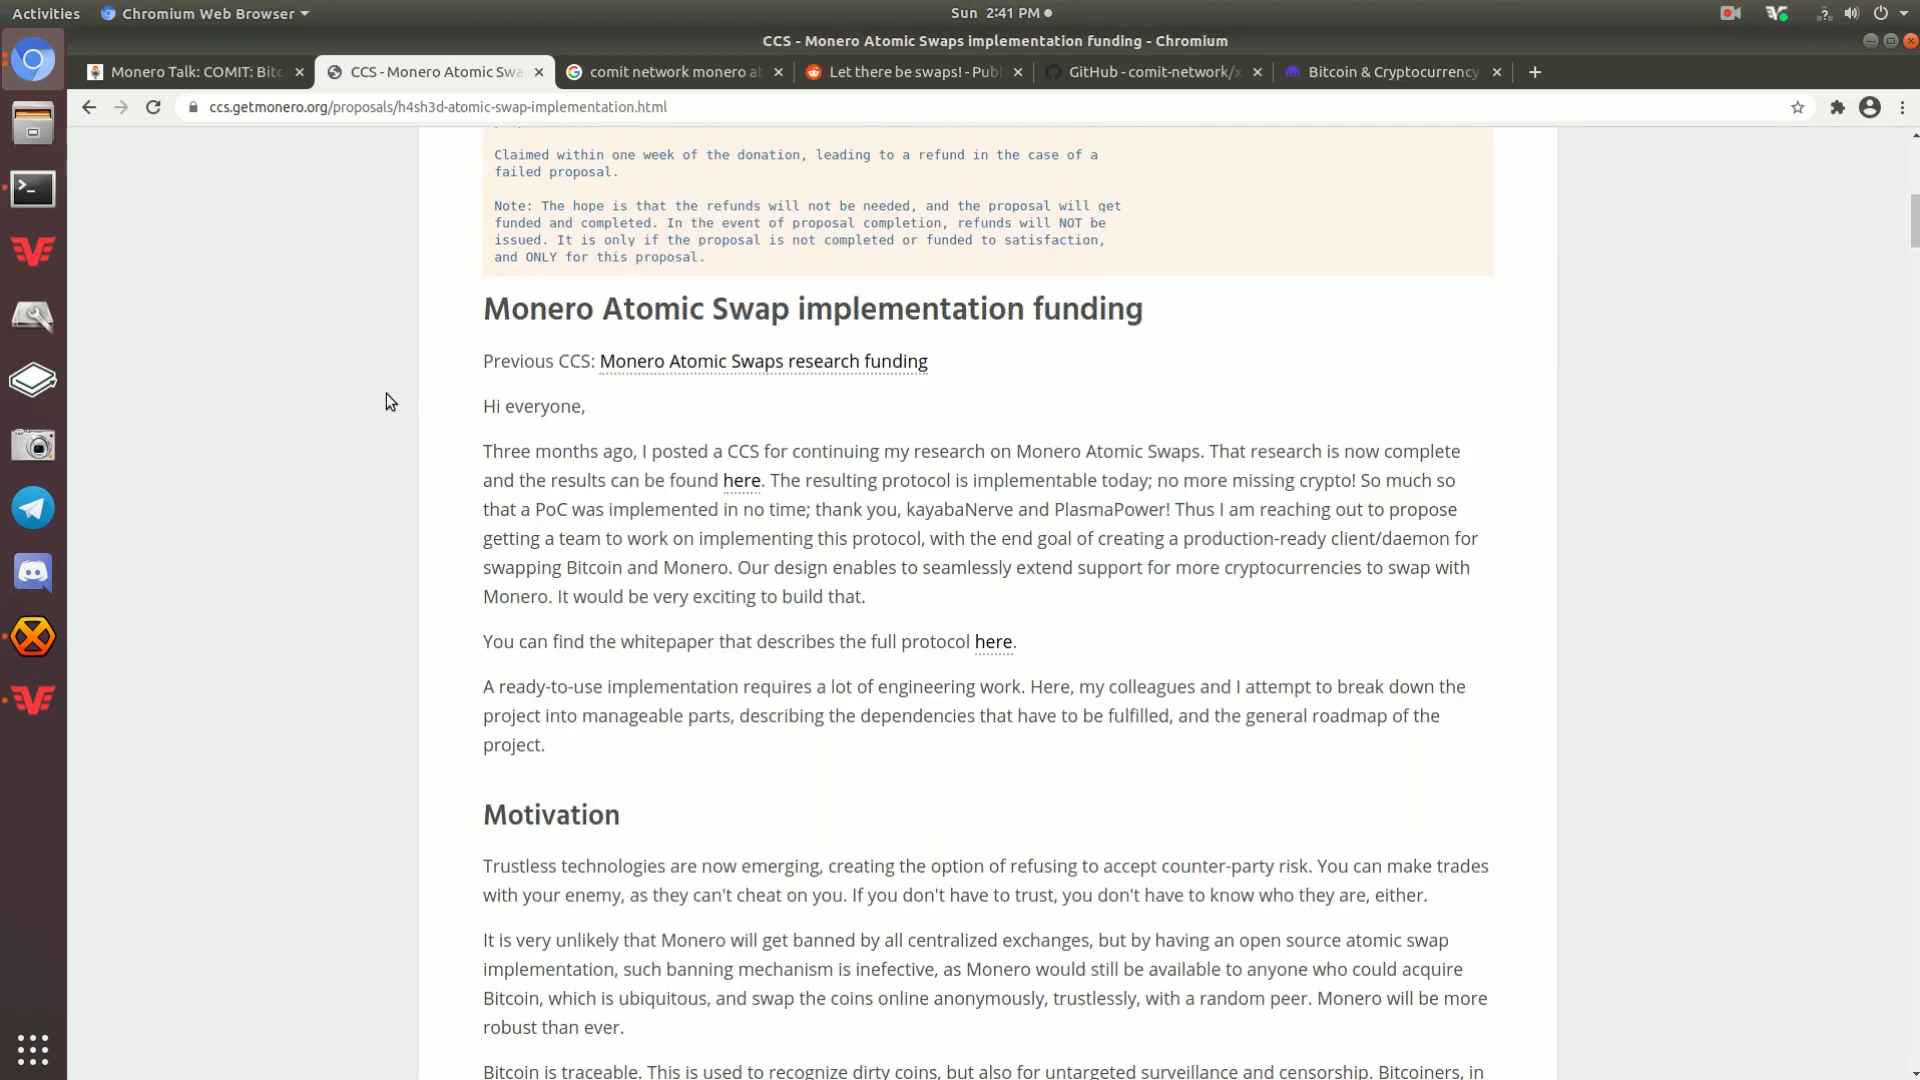 Activities
Chromium Web Browser
Sun 2:41 PM
CCS - Monero Atomic Swaps implementation funding - Chromium
Monero Talk: COMIT: Bitc
CCS - Monero Atomic Swa
comit network monero at
Let there be swaps! - Publ
GitHub - comit-network/x
Bitcoin & Cryptocurrency
ccs.getmonero.org/proposals/h4sh3d-atomic-swap-implementation.html
Claimed within one week of the donation, leading to a refund in the case of a
failed proposal.
Note: The hope is that the refunds will not be needed, and the proposal will get
funded and completed. In the event of proposal completion, refunds will NOT be
issued. It is only if the proposal is not completed or funded to satisfaction,
and ONLY for this proposal.
Monero Atomic Swap implementation funding
Previous CCS: Monero Atomic Swaps research funding
Hi everyone,
Three months ago, I posted a CCS for continuing my research on Monero Atomic Swaps. That research is now complete
and the results can be found here. The resulting protocol is implementable today; no more missing crypto! So much so
that a PoC was implemented in no time; thank you, kayabaNerve and PlasmaPower! Thus I am reaching out to propose
getting a team to work on implementing this protocol, with the end goal of creating a production-ready client/daemon for
swapping Bitcoin and Monero. Our design enables to seamlessly extend support for more cryptocurrencies to swap with
Monero. It would be very exciting to build that.
You can find the whitepaper that describes the full protocol here.
A ready-to-use implementation requires a lot of engineering work. Here, my colleagues and I attempt to break down the
project into manageable parts, describing the dependencies that have to be fulfilled, and the general roadmap of the
project.
Motivation
Trustless technologies are now emerging, creating the option of refusing to accept counter-party risk. You can make trades
with your enemy, as they can't cheat on you. If you don't have to trust, you don't have to know who they are, either.
It is very unlikely that Monero will get banned by all centralized exchanges, but by having an open source atomic swap
implementation, such banning mechanism is inefective, as Monero would still be available to anyone who could acquire
Bitcoin, which is ubiquitous, and swap the coins online anonymously, trustlessly, with a random peer. Monero will be more
robust than ever.
Bitcoin is traceable. This is used to recognize dirty coins, but also for untargeted surveillance and censorship. Bitcoiners, in